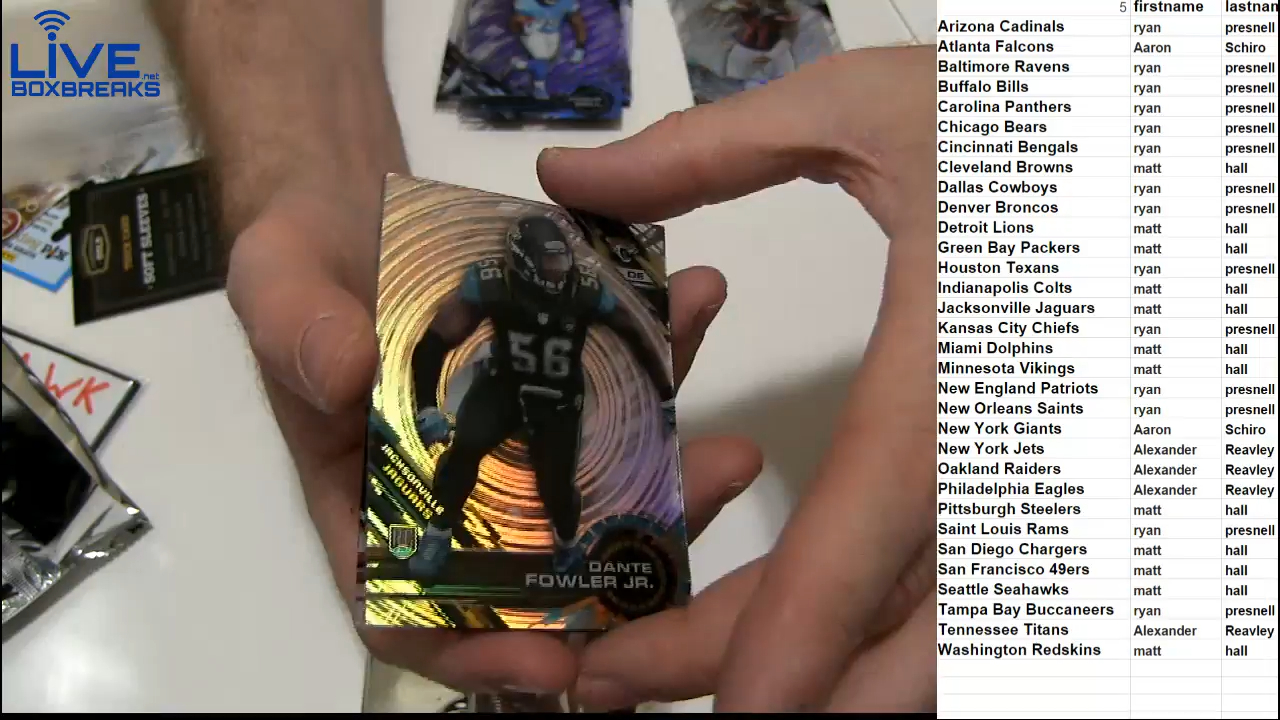 LIVE.net
BOXBREAKS
SOFT SLEEVES
56
56
56
JACKSONVILLE
JAGUARS
DANTE
FOWLER JR.
5 firstname lastnan
Arizona Cadinals ryan presnell
Atlanta Falcons Aaron Schiro
Baltimore Ravens ryan presnell
Buffalo Bills ryan presnell
Carolina Panthers ryan presnell
Chicago Bears ryan presnell
Cincinnati Bengals ryan presnell
Cleveland Browns matt hall
Dallas Cowboys ryan presnell
Denver Broncos ryan presnell
Detroit Lions matt hall
Green Bay Packers matt hall
Houston Texans ryan presnell
Indianapolis Colts matt hall
Jacksonville Jaguars matt hall
Kansas City Chiefs ryan presnell
Miami Dolphins matt hall
Minnesota Vikings matt hall
New England Patriots ryan presnell
New Orleans Saints ryan presnell
New York Giants Aaron Schiro
New York Jets Alexander Reavley
Oakland Raiders Alexander Reavley
Philadelphia Eagles Alexander Reavley
Pittsburgh Steelers matt hall
Saint Louis Rams ryan presnell
San Diego Chargers matt hall
San Francisco 49ers matt hall
Seattle Seahawks matt hall
Tampa Bay Buccaneers ryan presnell
Tennessee Titans Alexander Reavley
Washington Redskins matt hall